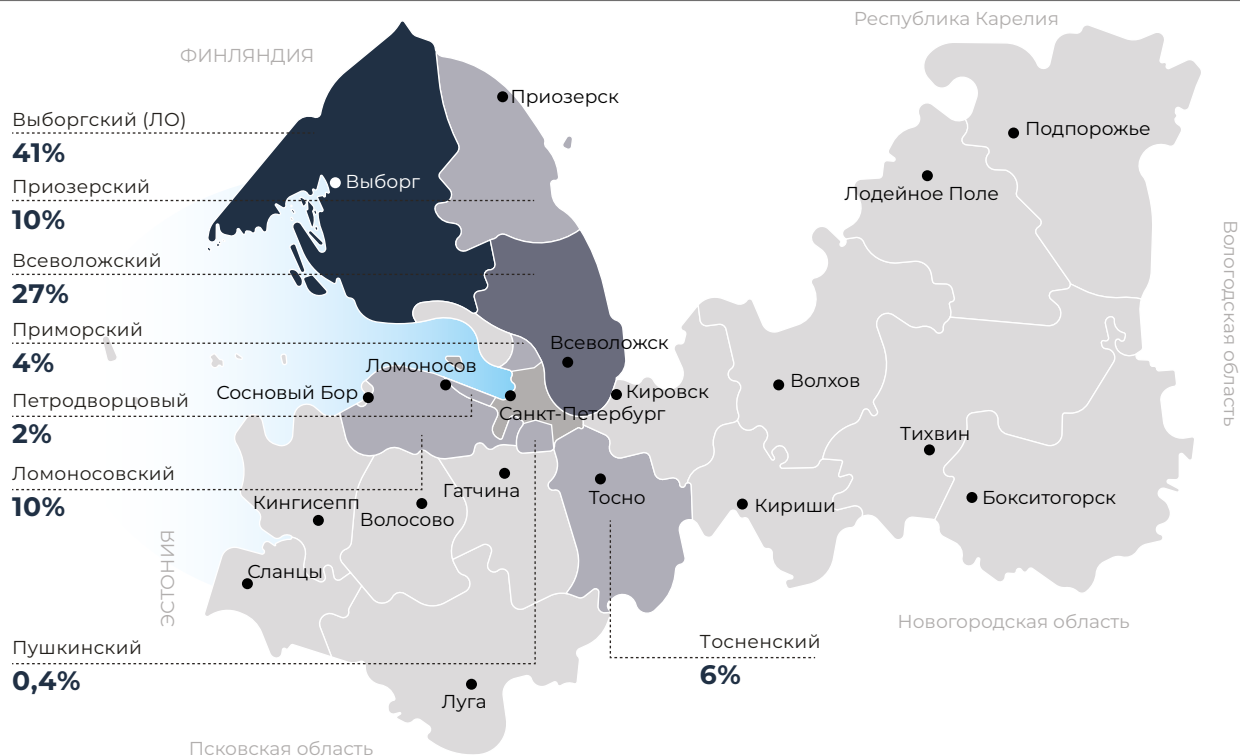 Республика Карелия
ФИНЛЯНДИЯ
Приозерск
Выборгский (ЛО)
41%
Подпорожье
Выборг
Приозерский
10%
Лодейное Поле
Вологодская область
Всеволожский
27%
Приморский
4%
Всеволожск
Ломоносов
Сосновый Бор
Кировск
Волхов
Петродворцовый
2%
Санкт-Петербург
Тихвин
Ломоносовский
10%
Гатчина
Тосно
Кингисепп
Волосово
Кириши
Бокситогорск
ЭСТОНИЯ
Сланцы
Новогородская область
Пушкинский
0,4%
Тосненский
6%
Луга
Псковская область